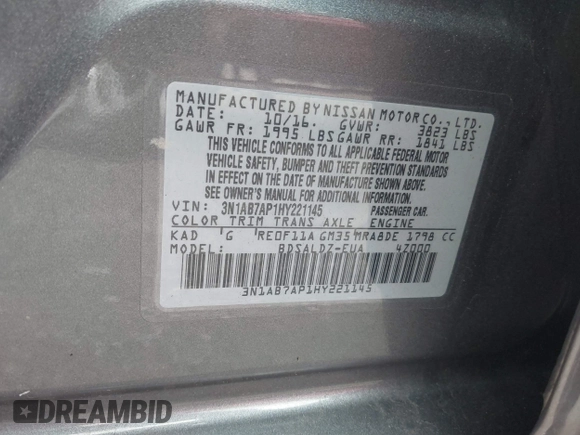 MANUFACTURED BY NISSAN MOTOR CO., LTD.
DATE: 10/16. GVWR: 3823 LBS
GAWR FR: 1995 LBS GAWR RR: 1841 LBS
THIS VEHICLE CONFORMS TO ALL APPLICABLE FEDERAL MOTOR
VEHICLE SAFETY, BUMPER AND THEFT PREVENTION STANDARDS
IN EFFECT ON THE DATE OF MANUFACTURE SHOWN ABOVE.
SEE OWNER'S MANUAL FOR ADDITIONAL INFORMATION.
VIN: 3N1AB7AP1HY221145 PASSENGER CAR.
COLOR TRIM TRANS AXLE ENGINE
KAD 'G 'RE0F11A GM35'MRA8DE 1798 CC
MODEL: BDSALDZ-EUA 4Z000
3N1AB7AP1HY221145
DREAMBID